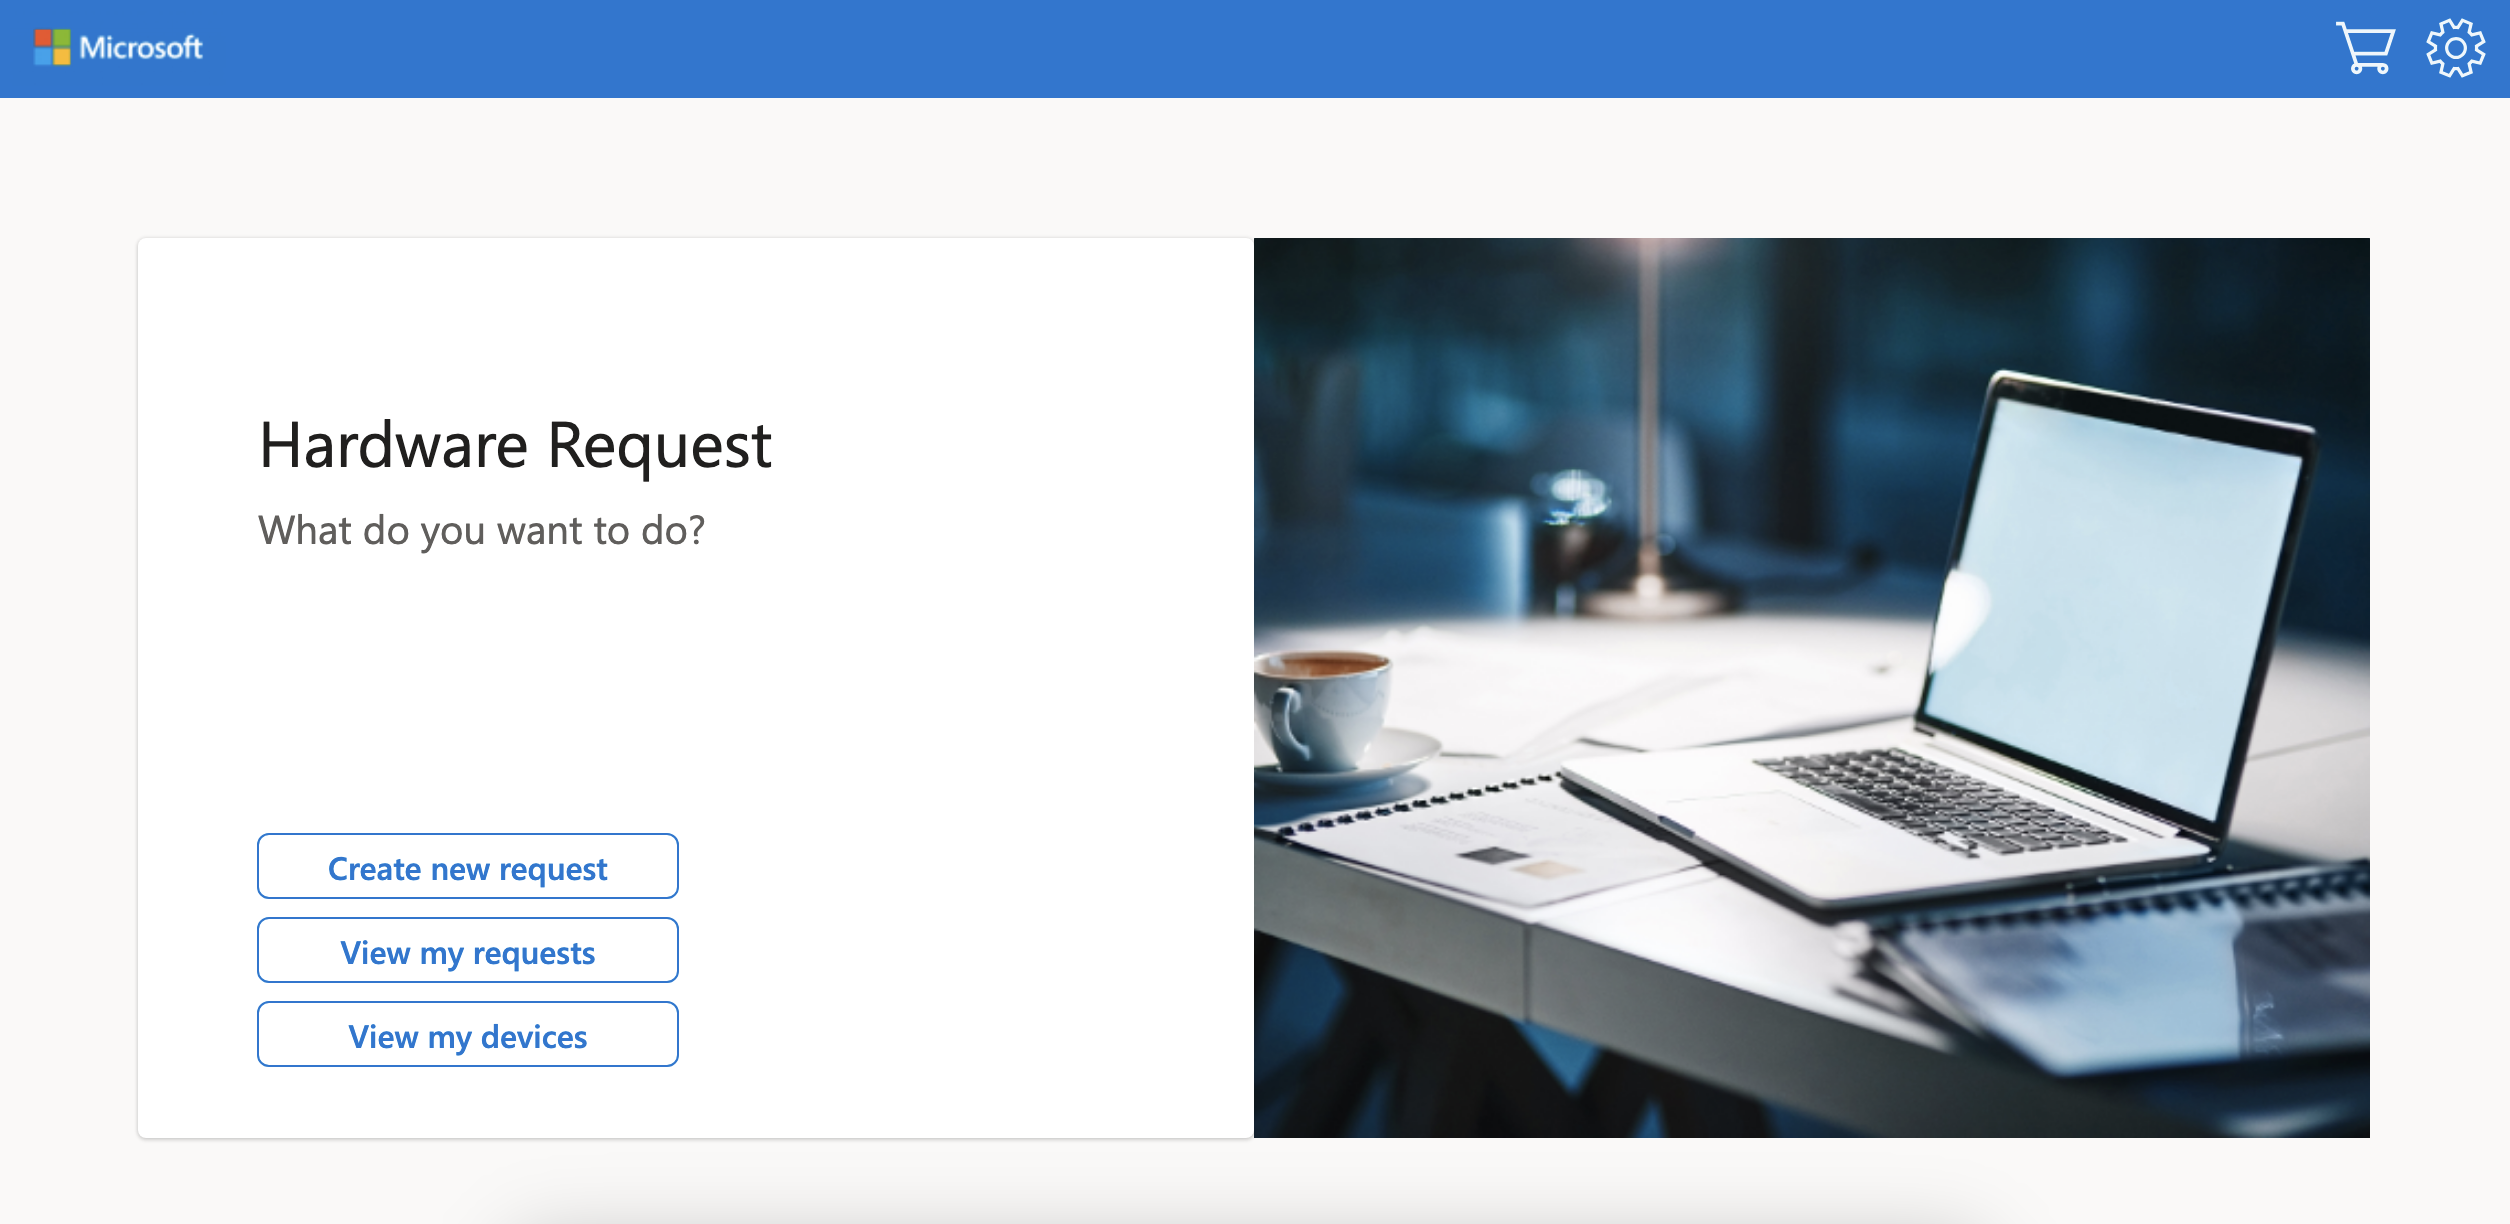 Microsoft
Hardware Request
What do you want to do?
Create new request
View my requests
View my devices